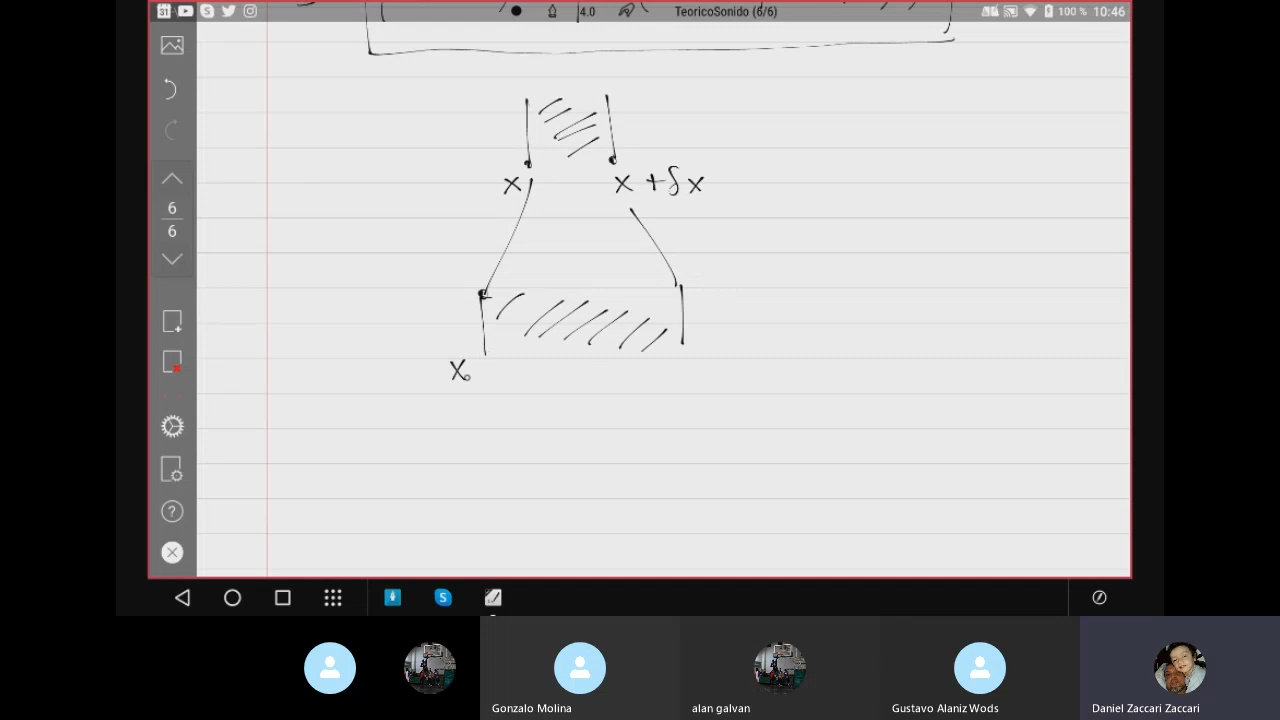 31 4.0 TeoricoSonido (6/6) 100 % 10:46
x x + δx
6
6
x₀
?
Gonzalo Molina alan galvan Gustavo Alaniz Wods Daniel Zaccari Zaccari